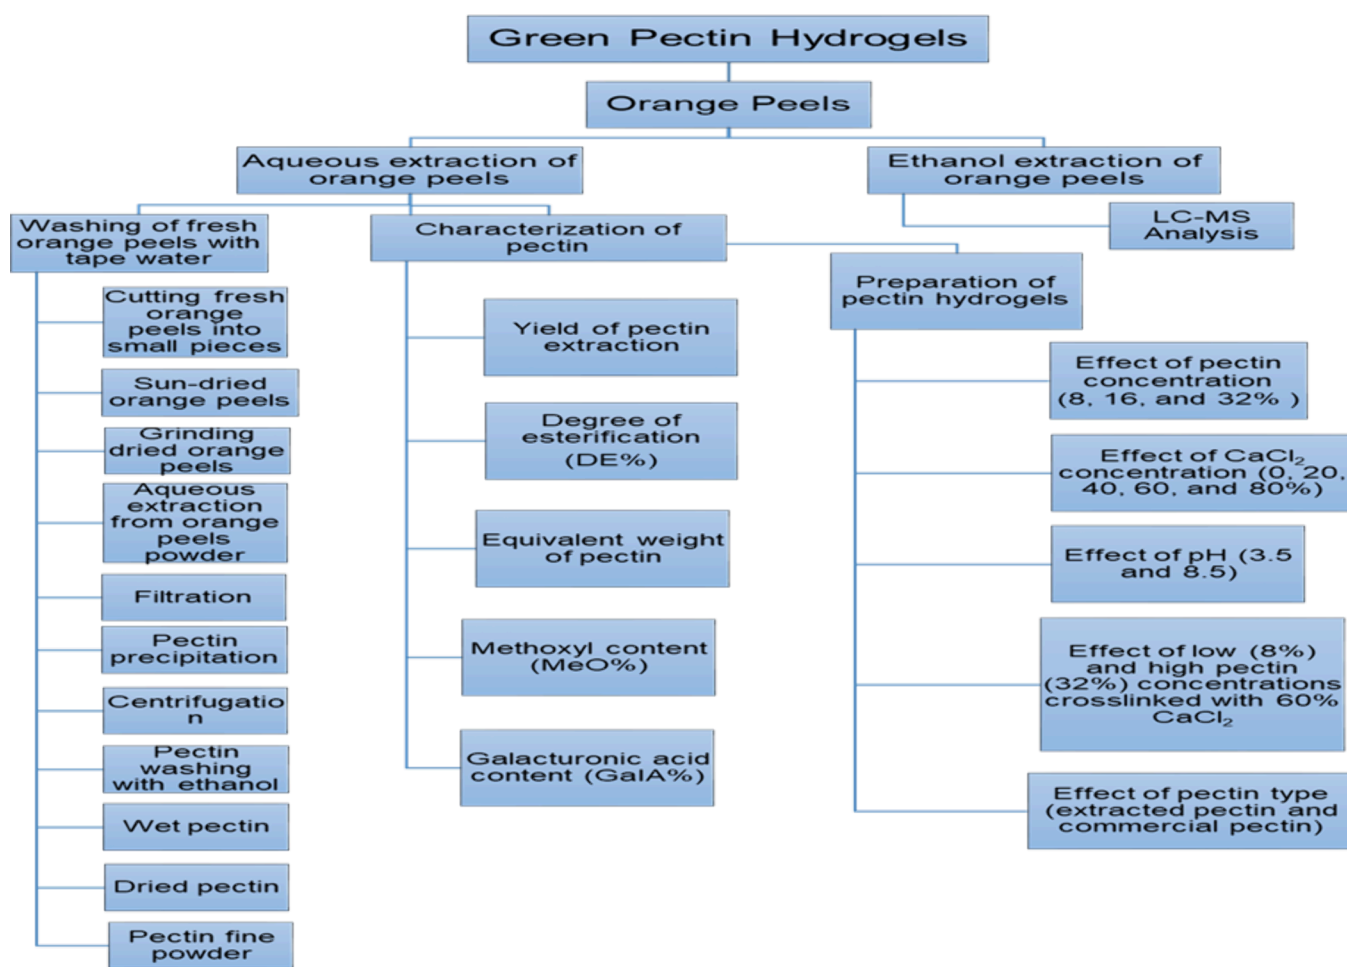 Green Pectin Hydrogels
Orange Peels
Aqueous extraction of
orange peels
Ethanol extraction of
orange peels
Washing of fresh
orange peels with
tape water
Characterization of
pectin
LC-MS
Analysis
Preparation of
pectin hydrogels
Cutting fresh
orange
peels into
small pieces
Sun-dried
orange peels
Grinding
dried orange
peels
Aqueous
extraction
from orange
peels
powder
Filtration
Pectin
precipitation
Centrifugatio
n
Pectin
washing
with ethanol
Wet pectin
Dried pectin
Pectin fine
powder
Yield of pectin
extraction
Degree of
esterification
(DE%)
Equivalent weight
of pectin
Methoxyl content
(MeO%)
Galacturonic acid
content (GalA%)
Effect of pectin
concentration
(8, 16, and 32% )
Effect of CaCl₂
concentration (0, 20,
40, 60, and 80%)
Effect of pH (3.5
and 8.5)
Effect of low (8%)
and high pectin
(32%) concentrations
crosslinked with 60%
CaCl₂
Effect of pectin type
(extracted pectin and
commercial pectin)